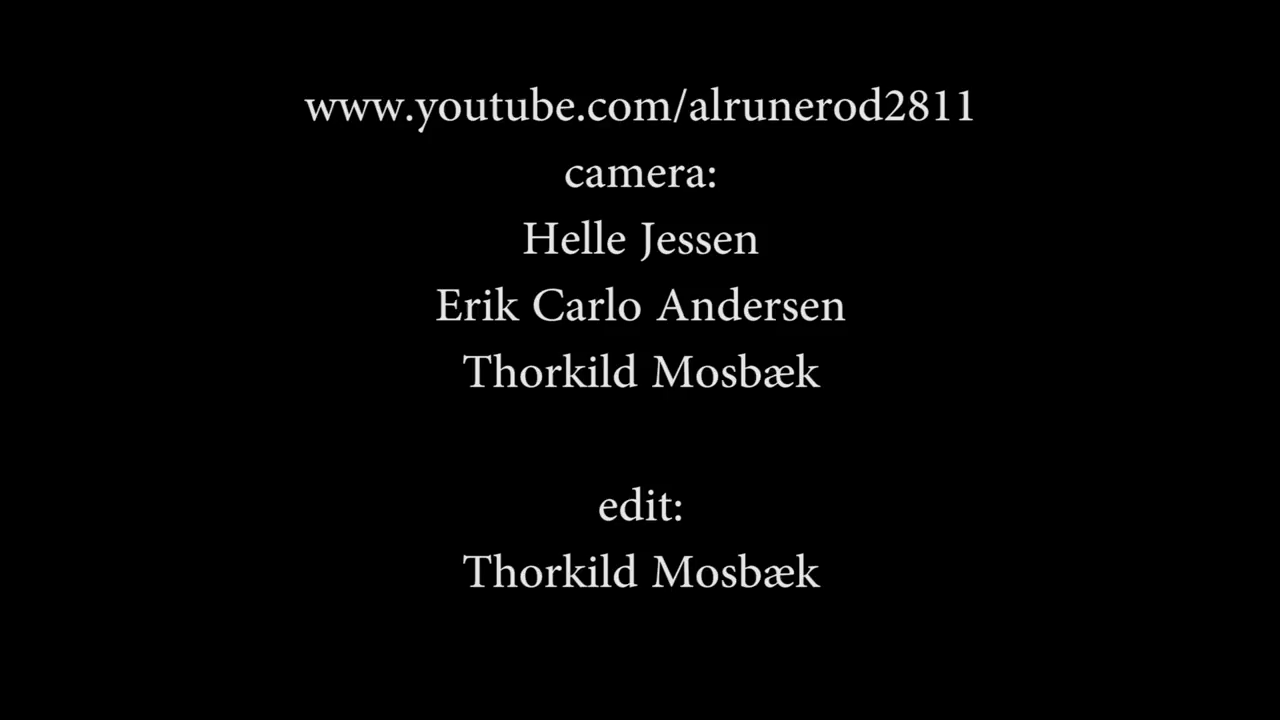 www.youtube.com/alrunerod2811
camera:
Helle Jessen
Erik Carlo Andersen
Thorkild Mosbæk
edit:
Thorkild Mosbæk